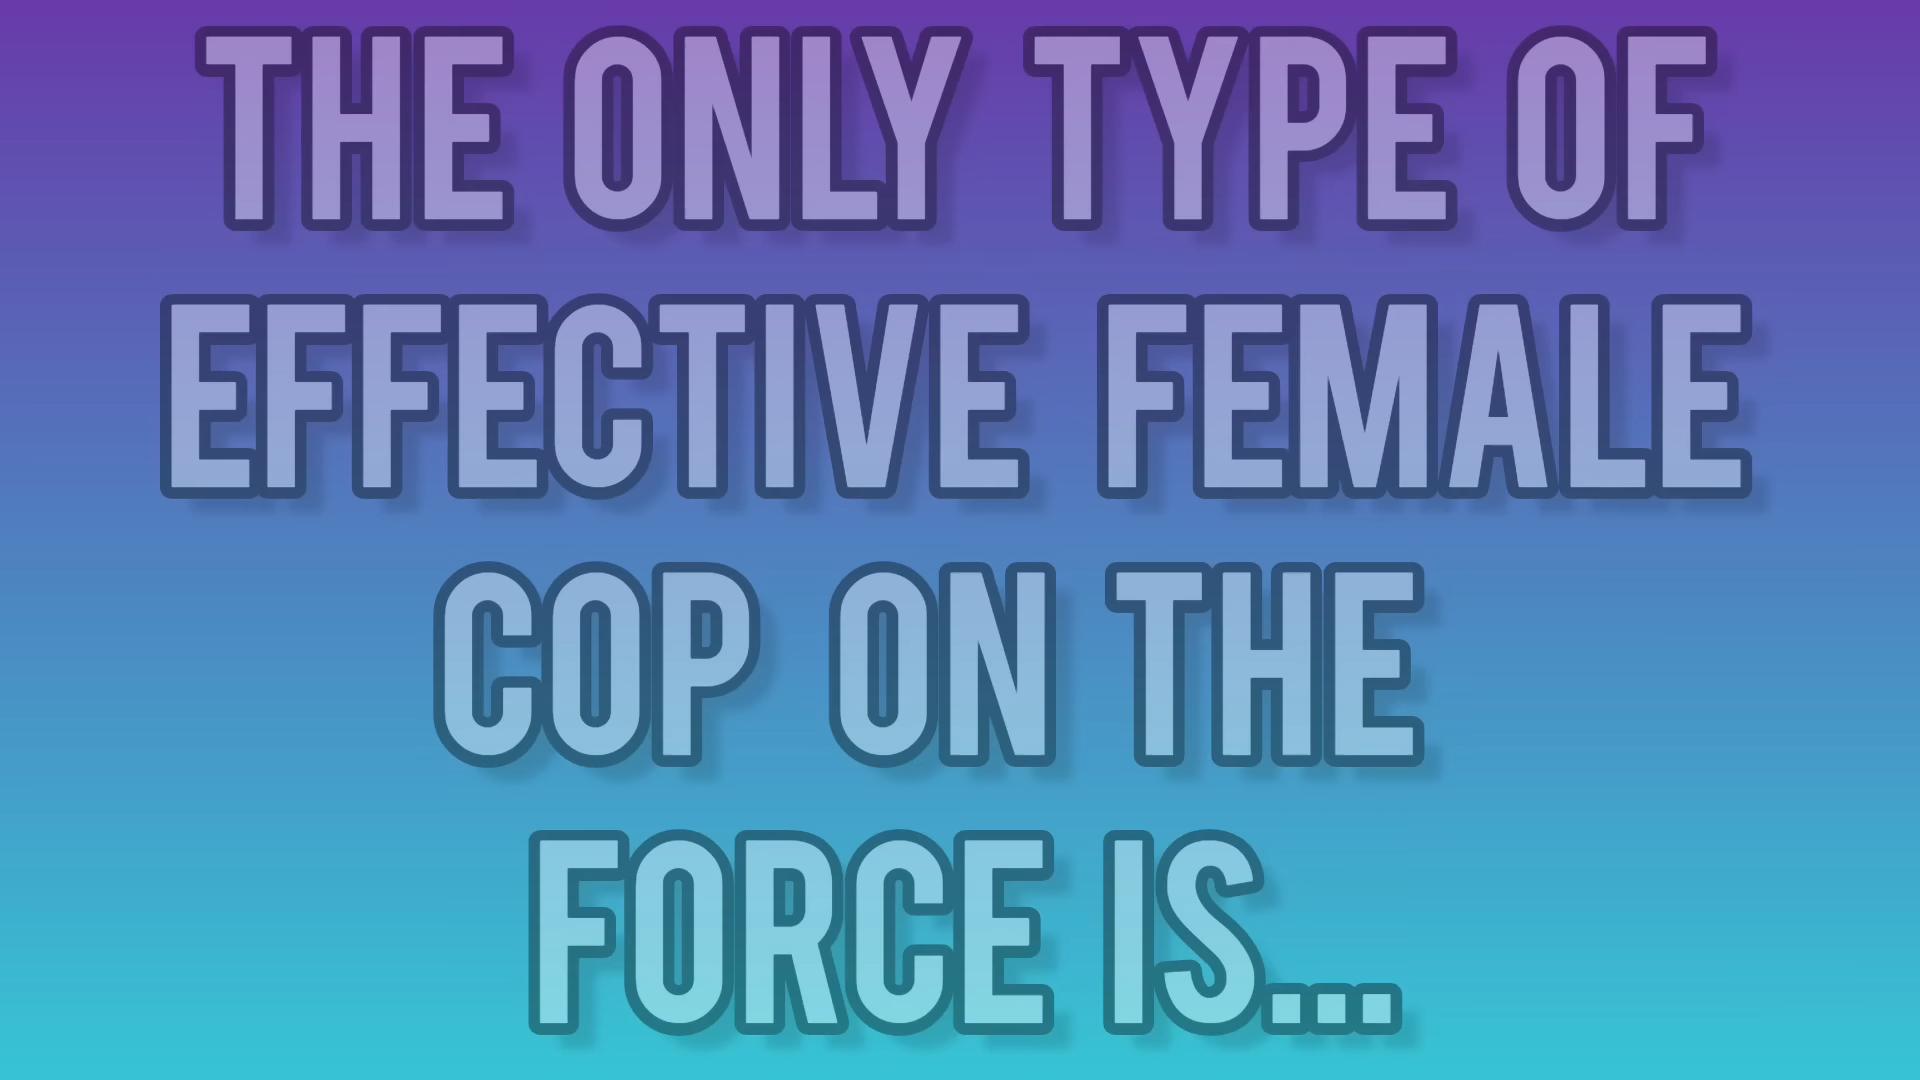 THE ONLY TYPE OF
EFFECTIVE FEMALE
COP ON THE
FORCE IS...